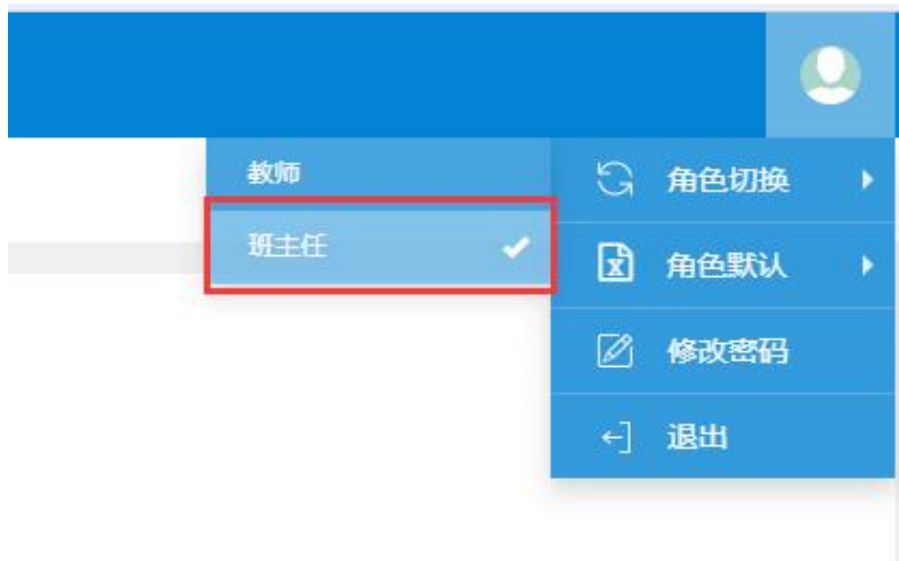 教师
班主任
角色切换
角色默认
修改密码
退出